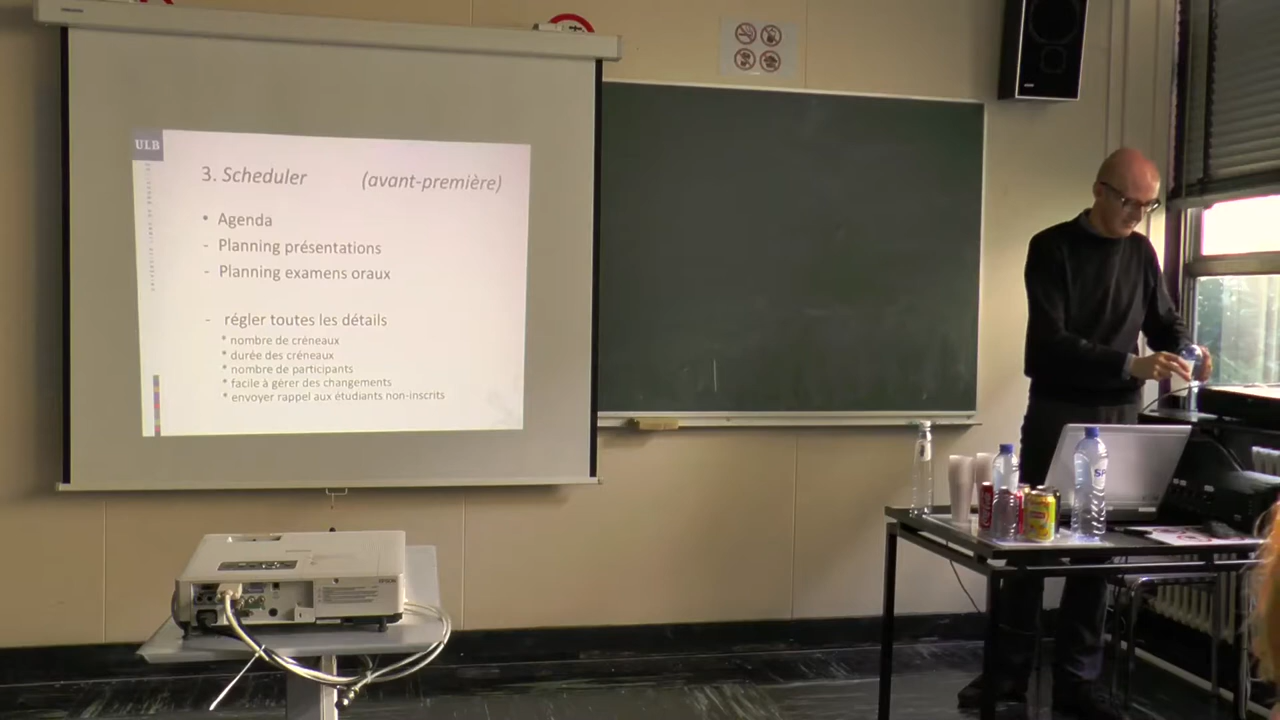 ULB
3. Scheduler (avant-première)
• Agenda
- Planning présentations
- Planning examens oraux
- régler toutes les détails
* nombre de créneaux
* durée des créneaux
* nombre de participants
* facile à gérer des changements
* envoyer rappel aux étudiants non-inscrits
EPSON